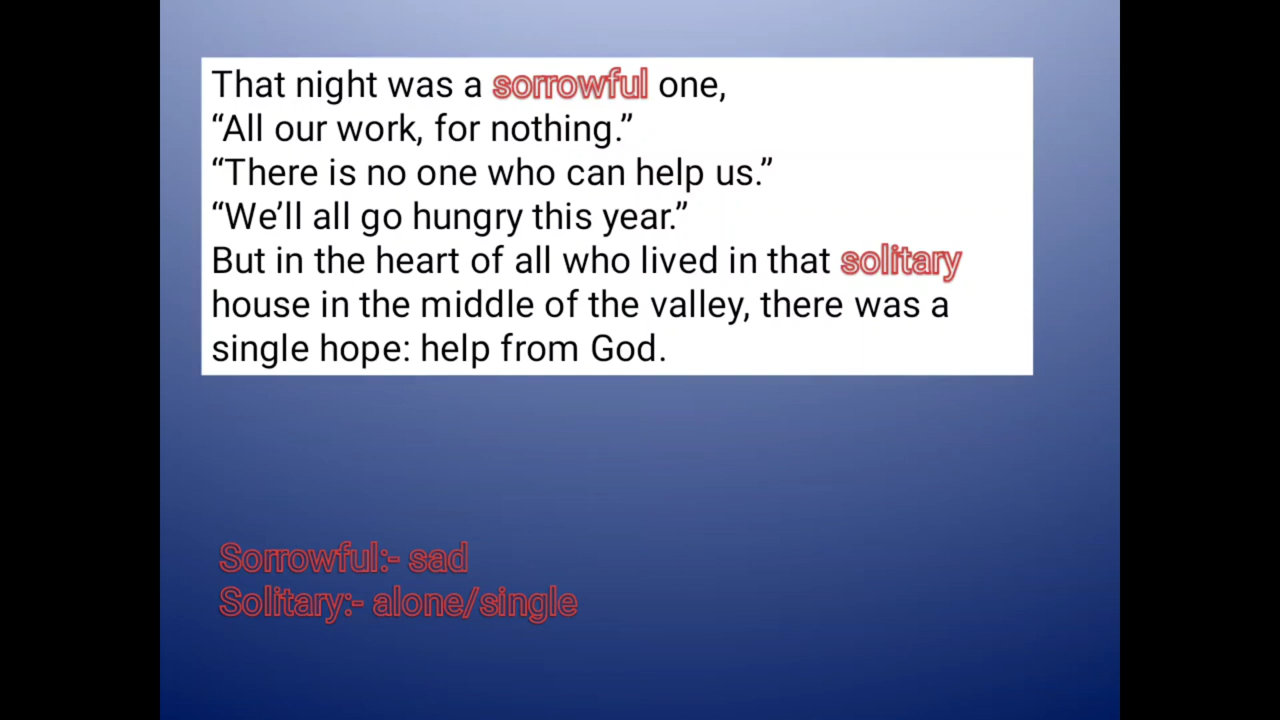 That night was a sorrowful one,
“All our work, for nothing.”
“There is no one who can help us.”
“We’ll all go hungry this year.”
But in the heart of all who lived in that solitary
house in the middle of the valley, there was a
single hope: help from God.
Sorrowful:- sad
Solitary:- alone/single